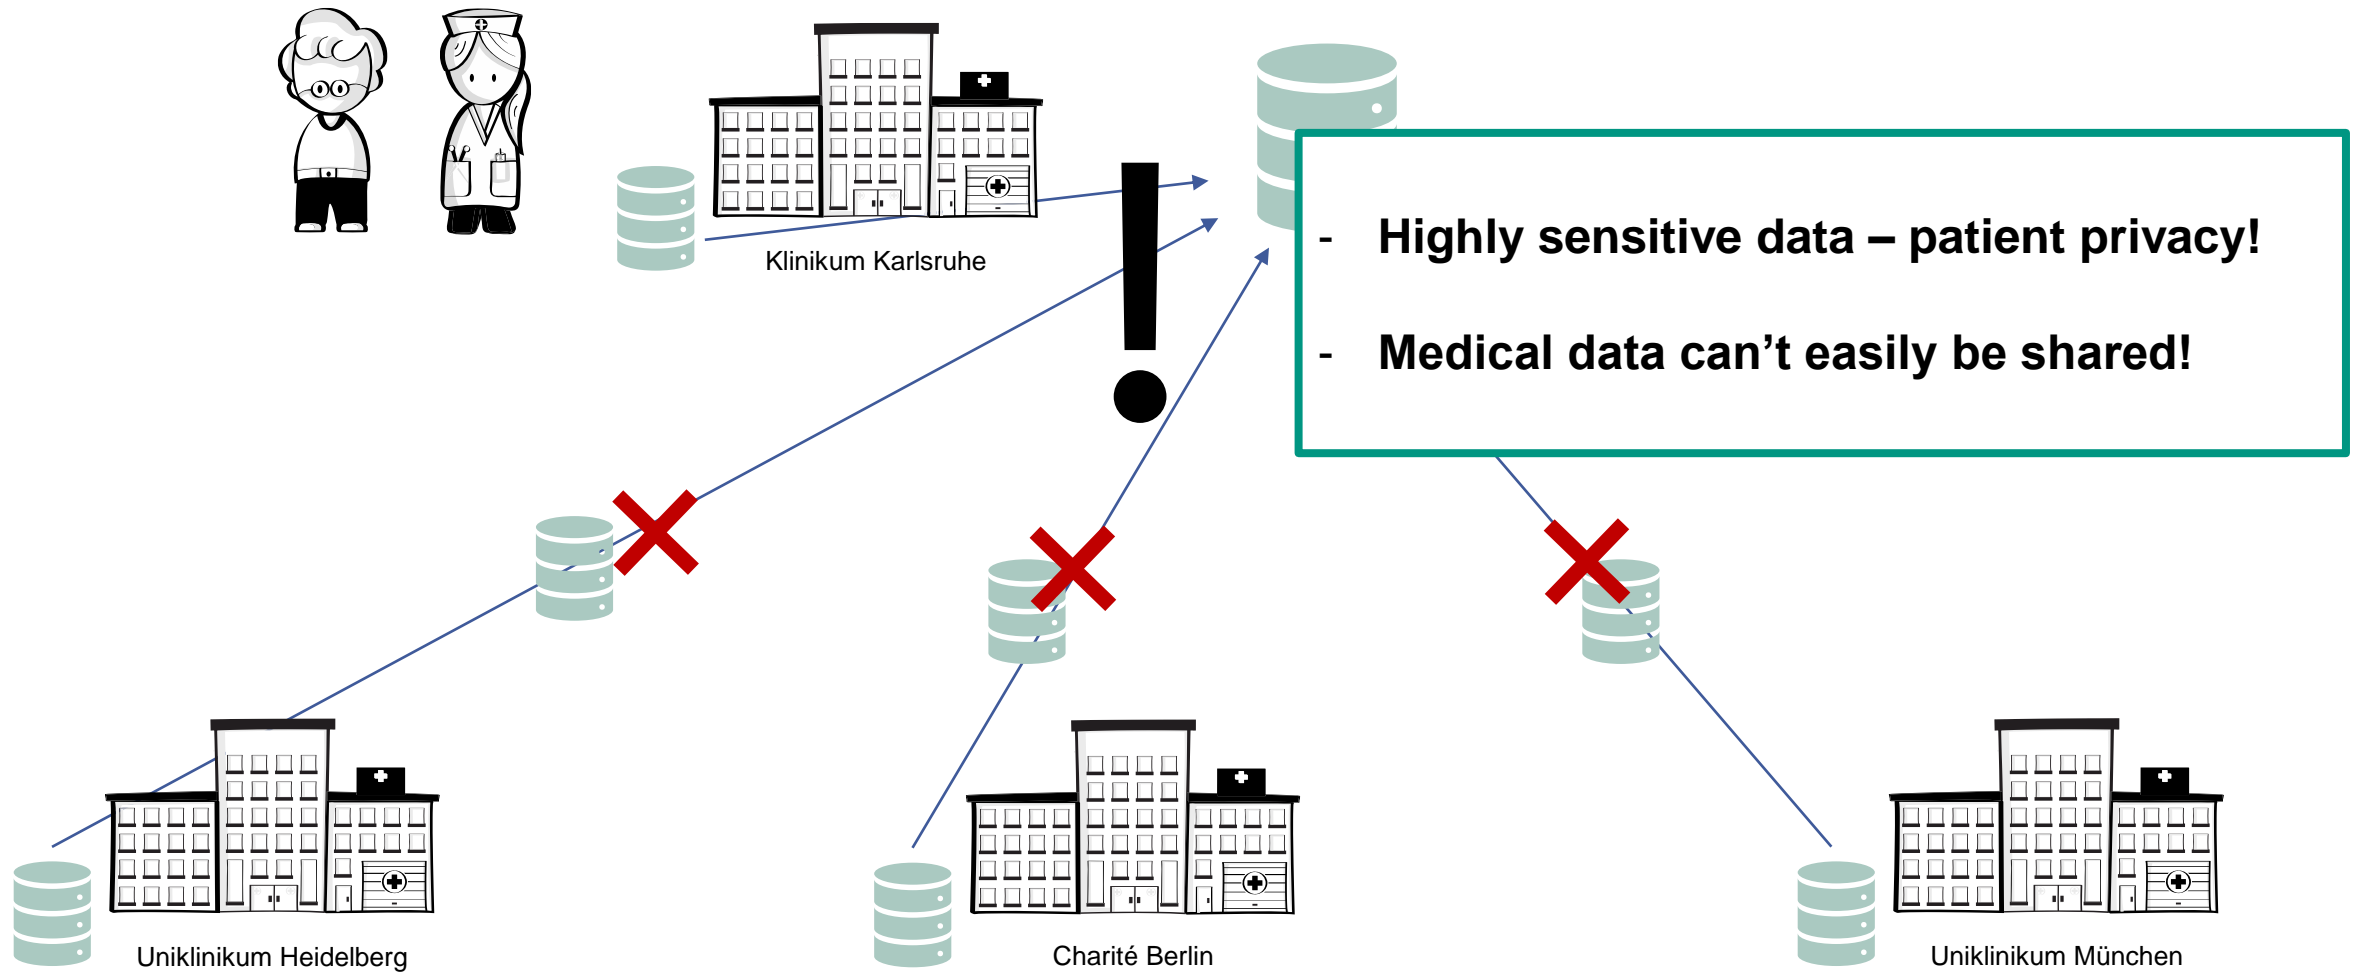 Klinikum Karlsruhe
- Highly sensitive data – patient privacy!
- Medical data can’t easily be shared!
Uniklinikum Heidelberg
Charité Berlin
Uniklinikum München